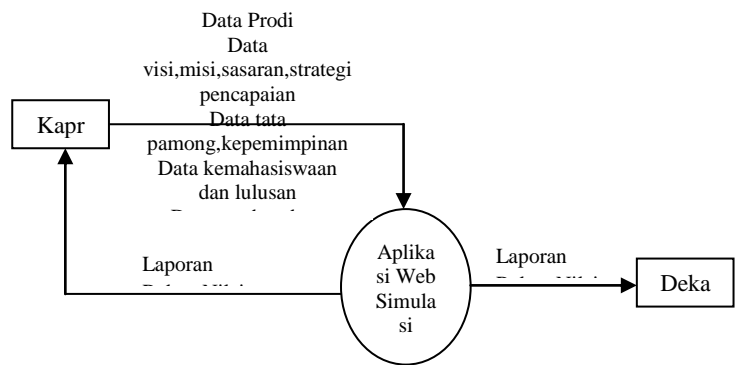 Data Prodi
Data
visi,misi,sasaran,strategi
pencapaian
Data tata
pamong,kepemimpinan
Data kemahasiswaan
dan lulusan
Kapr
Laporan
Aplika
si Web
Simula
si
Laporan
Deka